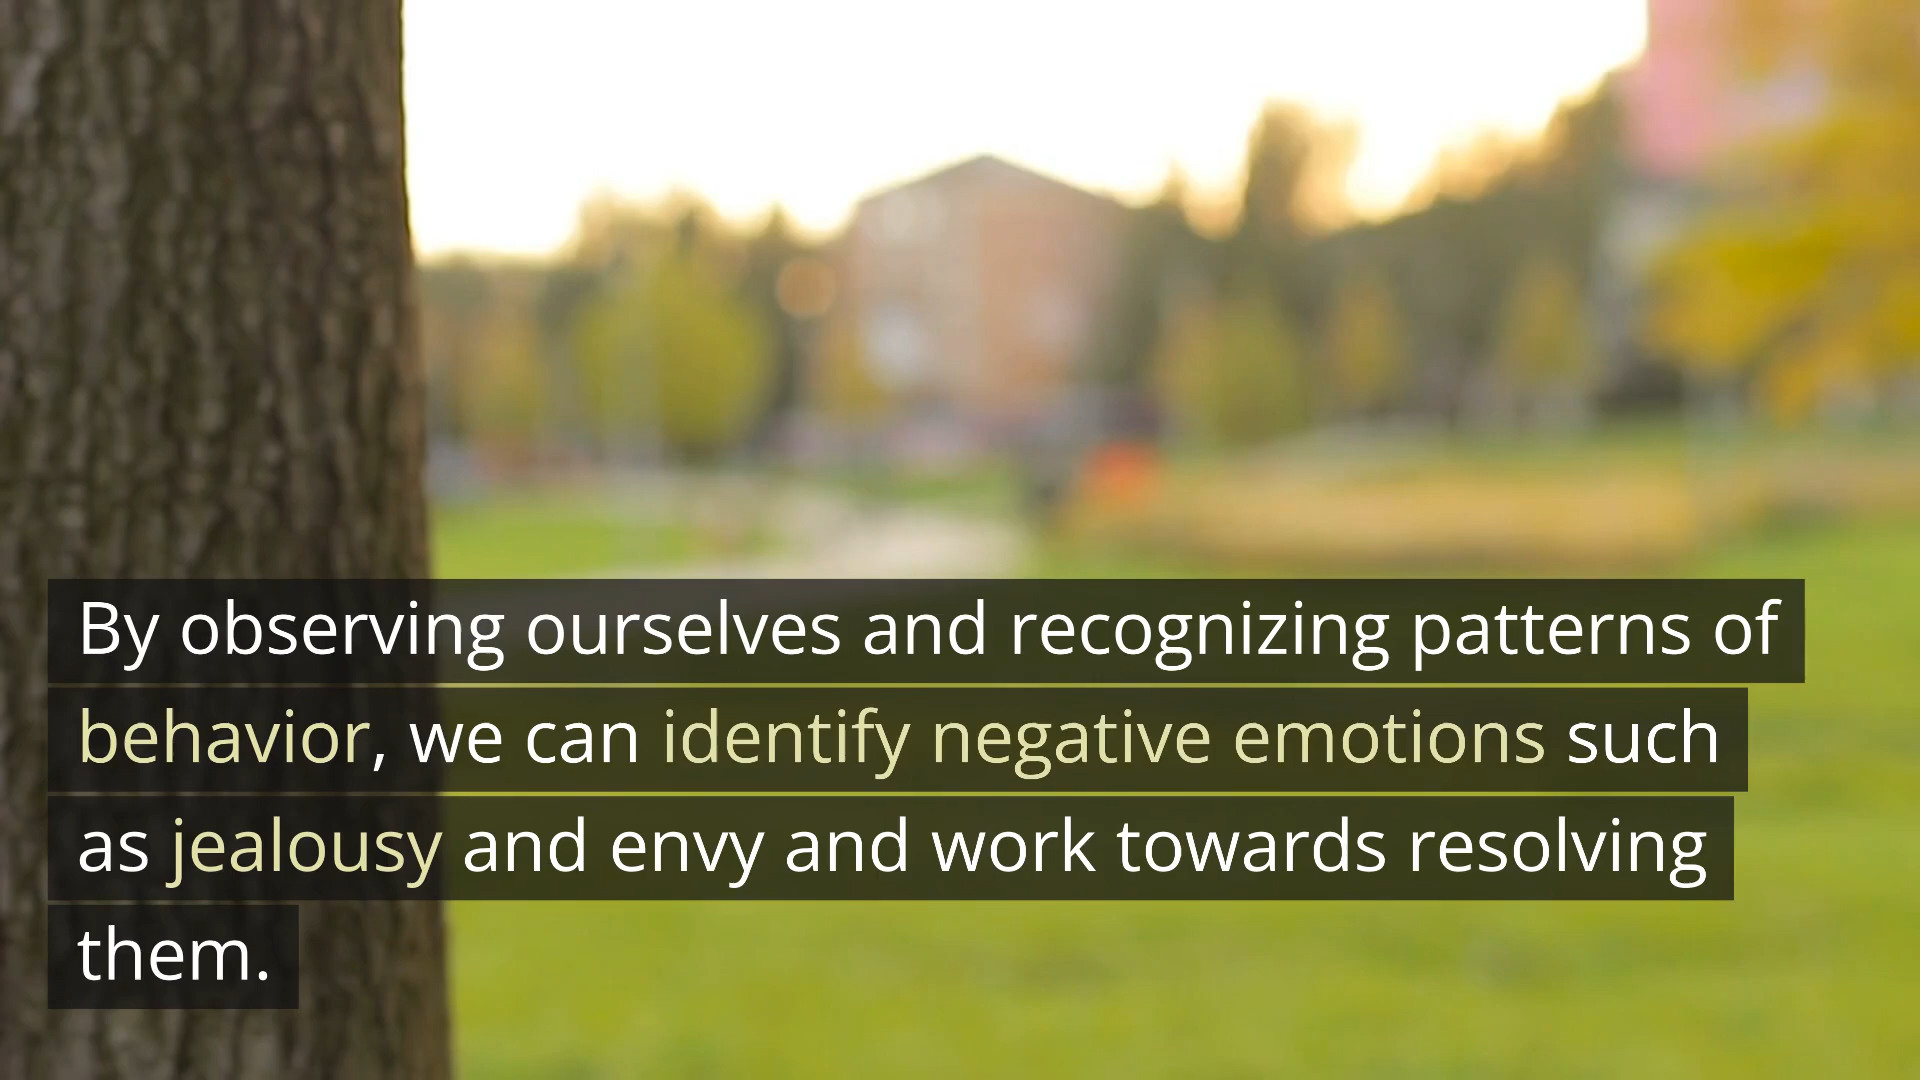 By observing ourselves and recognizing patterns of
behavior, we can identify negative emotions such
as jealousy and envy and work towards resolving
them.